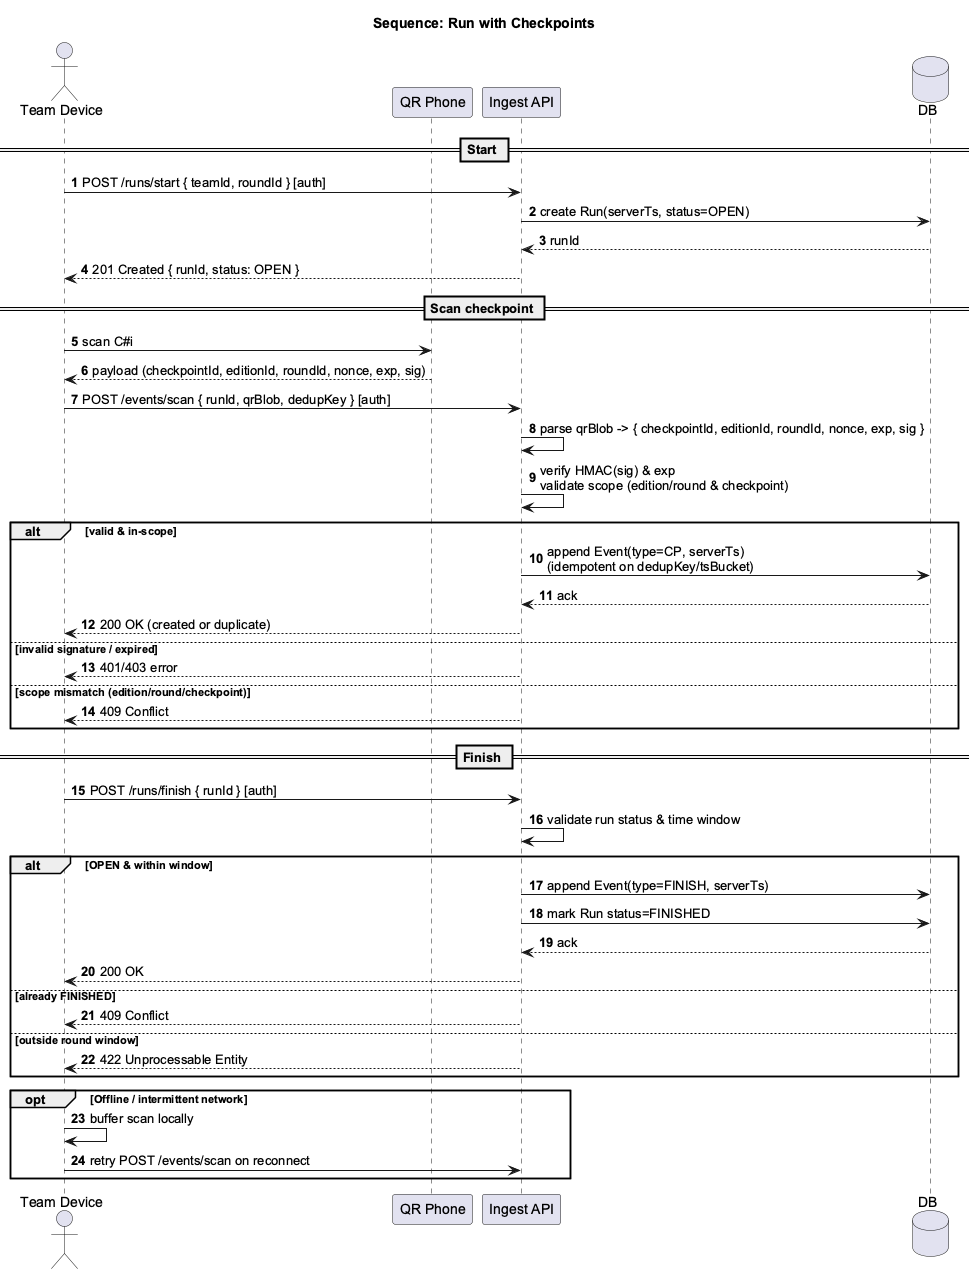 Sequence: Run with Checkpoints
Team Device
QR Phone
Ingest API
DB
Start
1 POST /runs/start { teamId, roundId } [auth]
2 create Run(serverTs, status=OPEN)
3 runId
4 201 Created { runId, status: OPEN }
Scan checkpoint
5 scan C#i
6 payload (checkpointId, editionId, roundId, nonce, exp, sig)
7 POST /events/scan { runId, qrBlob, dedupKey } [auth]
8 parse qrBlob -> { checkpointId, editionId, roundId, nonce, exp, sig }
9 verify HMAC(sig) & exp
validate scope (edition/round & checkpoint)
alt [valid & in-scope]
10 append Event(type=CP, serverTs)
(idempotent on dedupKey/tsBucket)
11 ack
12 200 OK (created or duplicate)
[invalid signature / expired]
13 401/403 error
[scope mismatch (edition/round/checkpoint)]
14 409 Conflict
Finish
15 POST /runs/finish { runId } [auth]
16 validate run status & time window
alt [OPEN & within window]
17 append Event(type=FINISH, serverTs)
18 mark Run status=FINISHED
19 ack
20 200 OK
[already FINISHED]
21 409 Conflict
[outside round window]
22 422 Unprocessable Entity
opt [Offline / intermittent network]
23 buffer scan locally
24 retry POST /events/scan on reconnect
Team Device
QR Phone
Ingest API
DB